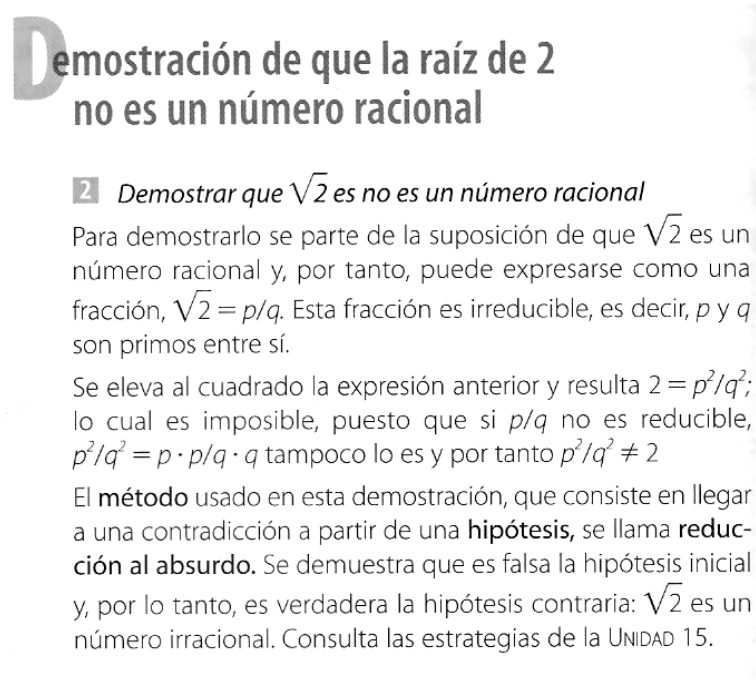 Demostración de que la raíz de 2
no es un número racional
2 Demostrar que √2 es no es un número racional
Para demostrarlo se parte de la suposición de que √2 es un
número racional y, por tanto, puede expresarse como una
fracción, √2 = p/q. Esta fracción es irreducible, es decir, p y q
son primos entre sí.
Se eleva al cuadrado la expresión anterior y resulta 2 = p²/q²;
lo cual es imposible, puesto que si p/q no es reducible,
p²/q² = p · p/q · q tampoco lo es y por tanto p²/q² ≠ 2
El método usado en esta demostración, que consiste en llegar
a una contradicción a partir de una hipótesis, se llama reduc-
ción al absurdo. Se demuestra que es falsa la hipótesis inicial
y, por lo tanto, es verdadera la hipótesis contraria: √2 es un
número irracional. Consulta las estrategias de la UNIDAD 15.